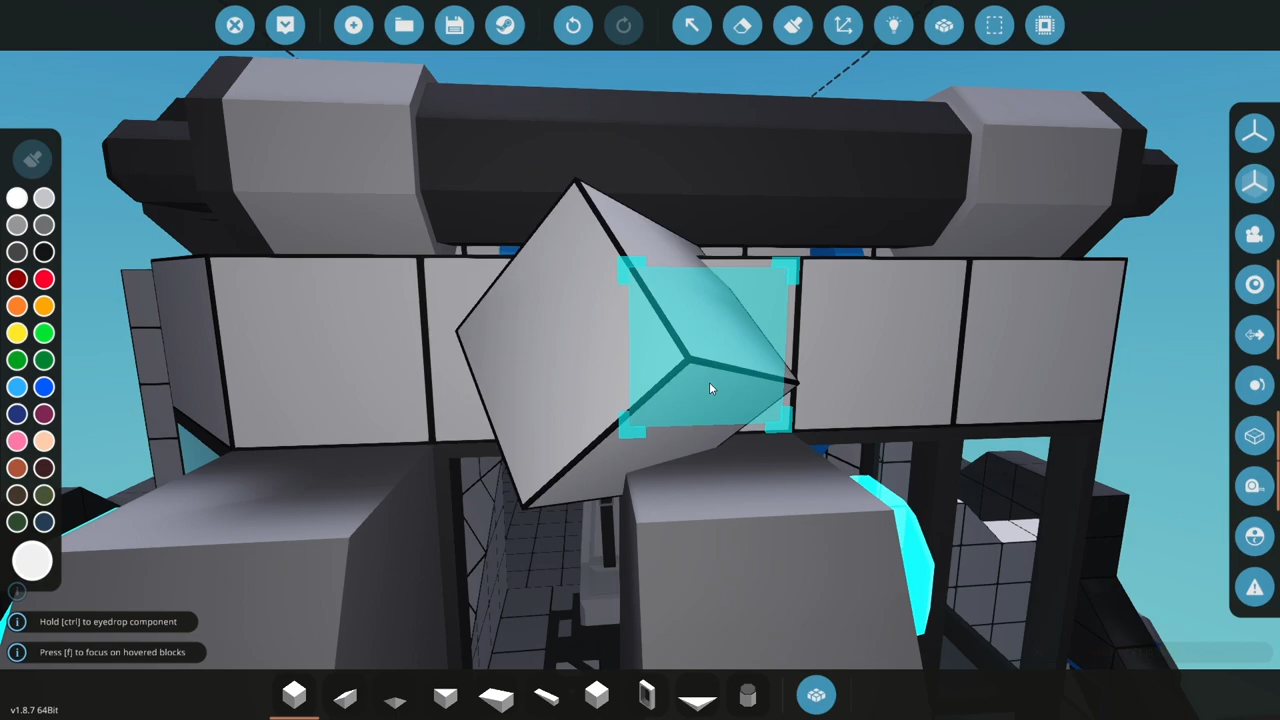 Hold [ctrl] to eyedrop component
Press [f] to focus on hovered blocks
v1.8.7 64Bit